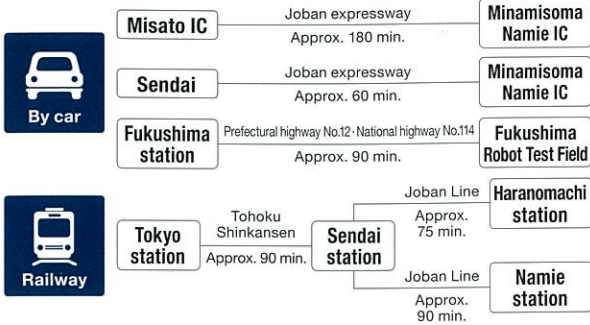 By car
Misato IC
Joban expressway
Approx. 180 min.
Minamisoma
Namie IC
Sendai
Joban expressway
Approx. 60 min.
Minamisoma
Namie IC
Fukushima
station
Prefectural highway No.12·National highway No.114
Approx. 90 min.
Fukushima
Robot Test Field
Railway
Tokyo
station
Tohoku
Shinkansen
Approx. 90 min.
Sendai
station
Joban Line
Approx.
75 min.
Haranomachi
station
Joban Line
Approx.
90 min.
Namie
station